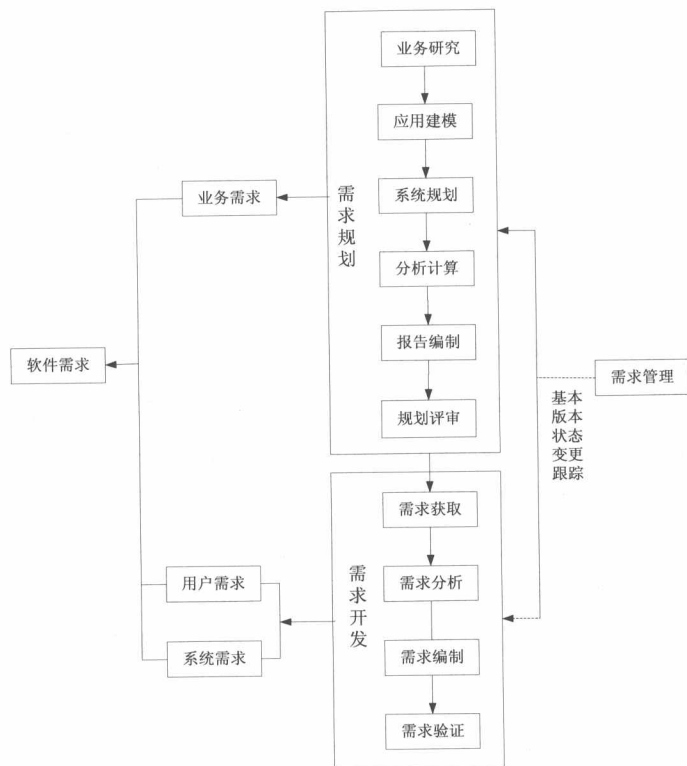 业务研究
应用建模
系统规划
分析计算
报告编制
规划评审
需求规划
业务需求
软件需求
需求管理
基本
版本
状态
变更
跟踪
需求获取
需求分析
需求编制
需求验证
需求开发
用户需求
系统需求